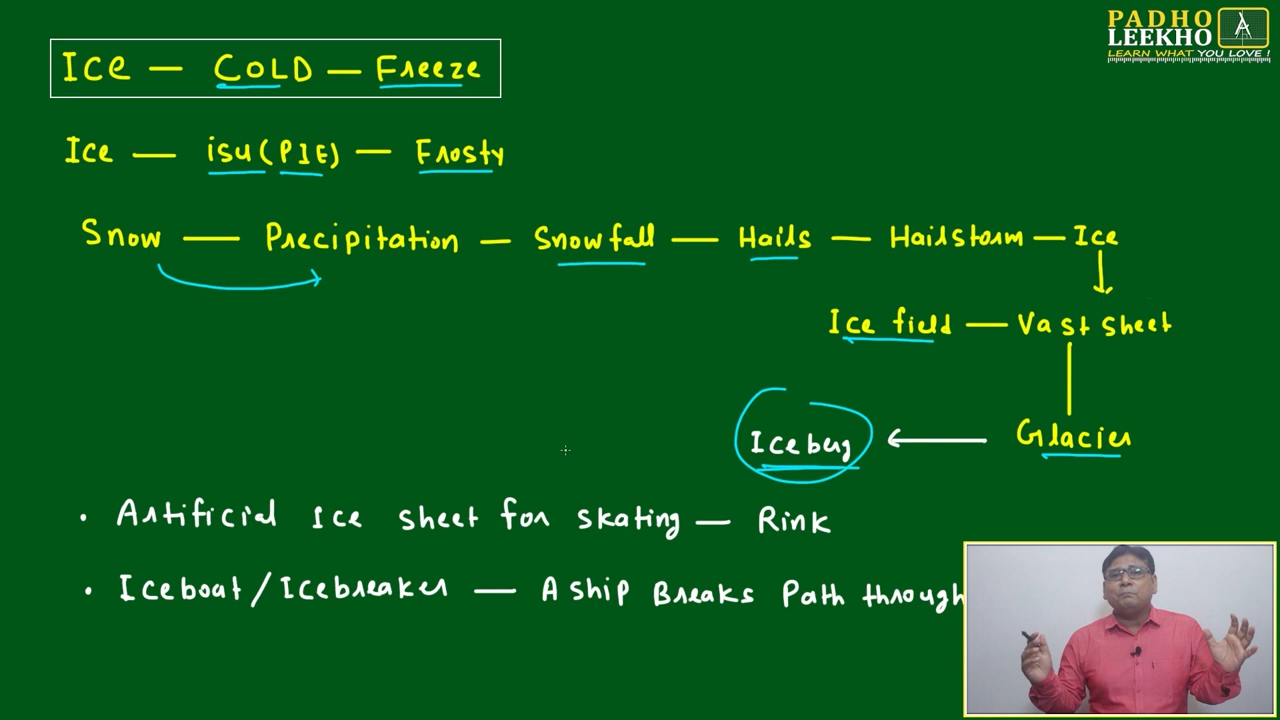 PADHO
LEEKHO
LEARN WHAT YOU LOVE !
Ice — COLD — Freeze
Ice — isu (PIE) — Frosty
Snow — Precipitation — Snowfall — Hails — Hailstorm — Ice
Ice field — Vast sheet
Iceberg ← Glacier
• Artificial Ice sheet for skating — Rink
• Iceboat / Icebreaker — A ship Breaks Path through